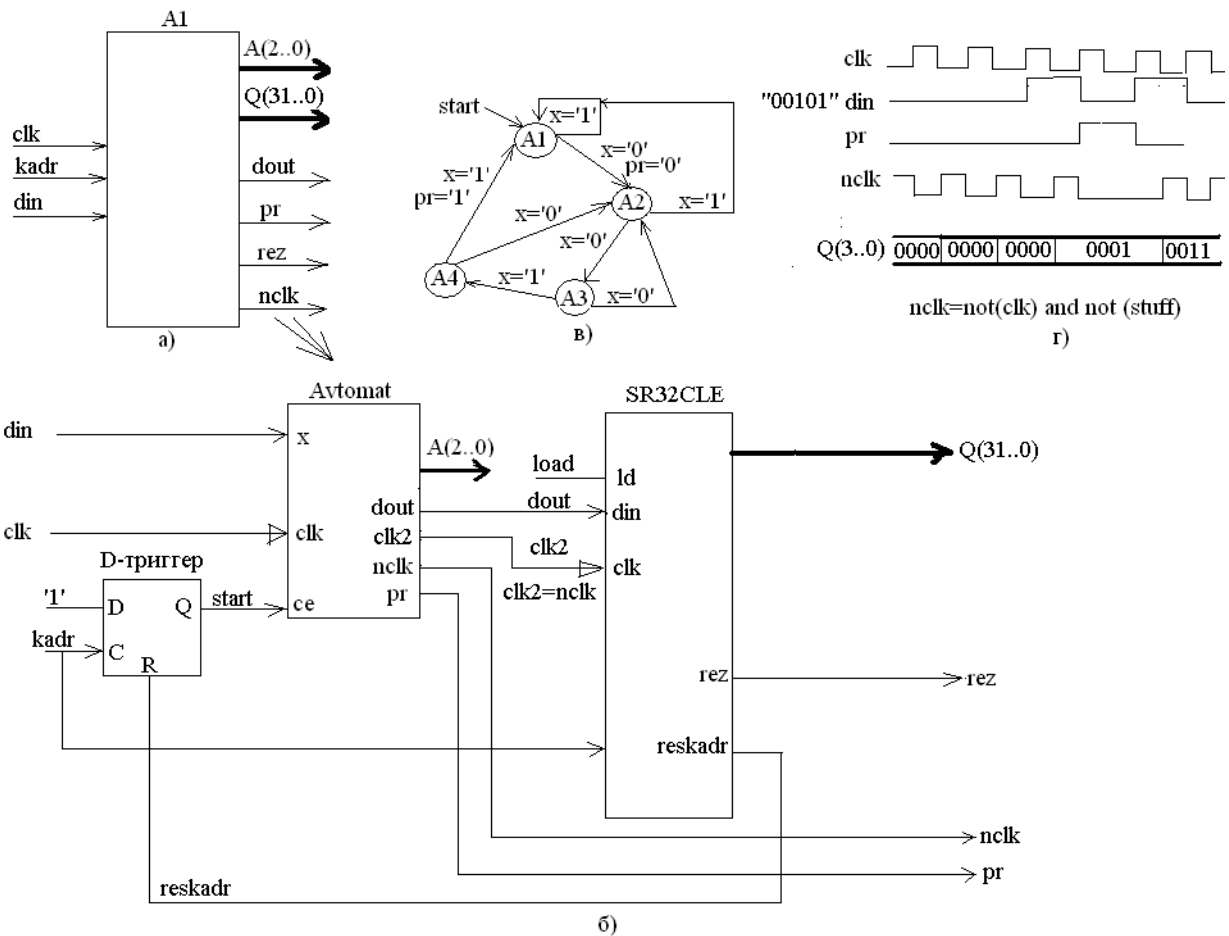 A1
A(2..0)
Q(31..0)
clk
kadr
din
dout
pr
rez
nclk
а)
start
A1
x='1'
x='0'
pr='0'
x='1'
pr='1'
A2
x='1'
x='0'
x='0'
A4
x='1'
A3
x='0'
в)
clk
"00101" din
pr
nclk
Q(3..0) 0000 0000 0000 0001 0011
nclk=not(clk) and not (stuff)
г)
Avtomat
din
x
A(2..0)
dout
clk
clk
clk2
nclk
pr
D-триггер
'1'
D
Q
start
ce
kadr
C
R
SR32CLE
load
ld
Q(31..0)
dout
din
clk2
clk
clk2=nclk
rez
rez
reskadr
nclk
pr
reskadr
б)